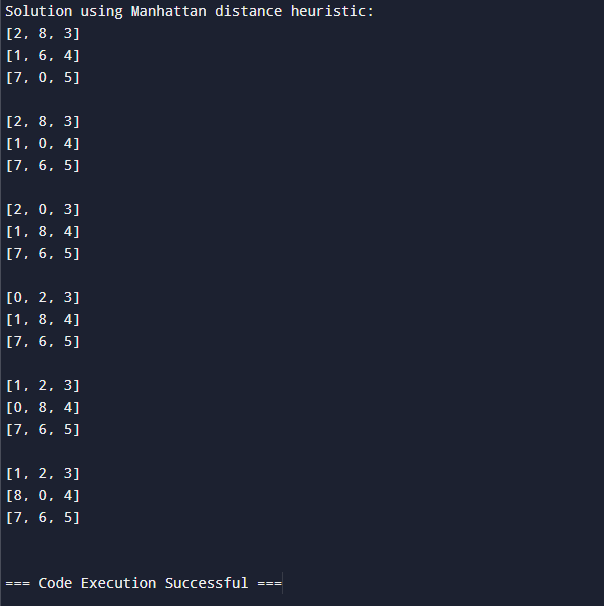 Solution using Manhattan distance heuristic:
[2, 8, 3]
[1, 6, 4]
[7, 0, 5]
[2, 8, 3]
[1, 0, 4]
[7, 6, 5]
[2, 0, 3]
[1, 8, 4]
[7, 6, 5]
[0, 2, 3]
[1, 8, 4]
[7, 6, 5]
[1, 2, 3]
[0, 8, 4]
[7, 6, 5]
[1, 2, 3]
[8, 0, 4]
[7, 6, 5]
=== Code Execution Successful ===